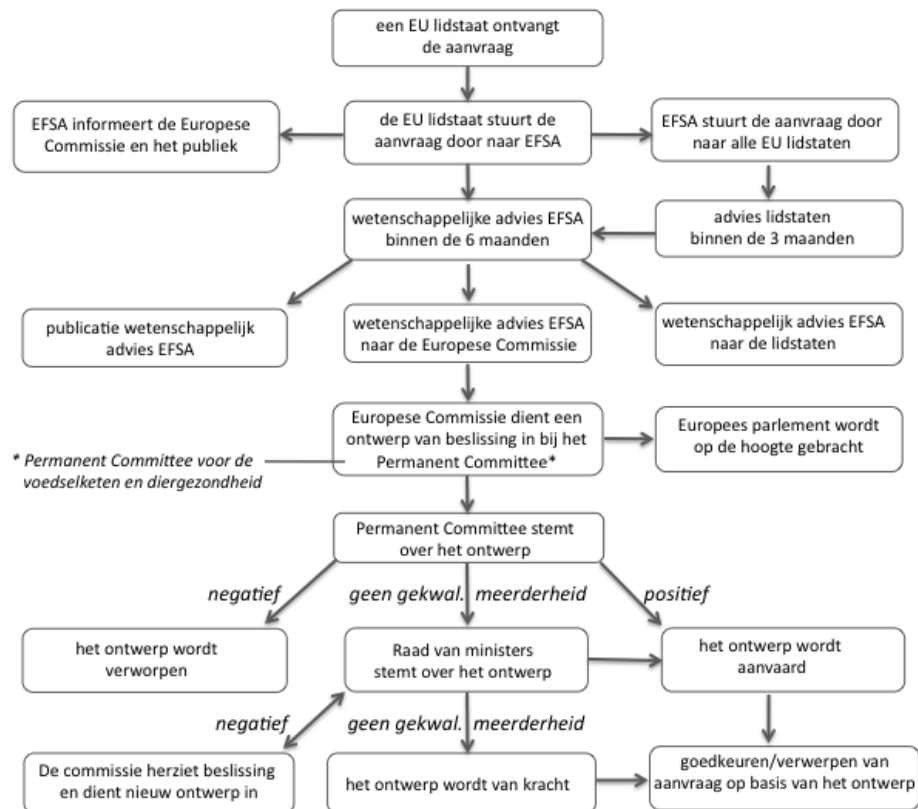 een EU lidstaat ontvangt
de aanvraag
EFSA informeert de Europese
Commissie en het publiek
de EU lidstaat stuurt de
aanvraag door naar EFSA
EFSA stuurt de aanvraag door
naar alle EU lidstaten
wetenschappelijke advies EFSA
binnen de 6 maanden
advies lidstaten
binnen de 3 maanden
publicatie wetenschappelijk
advies EFSA
wetenschappelijke advies EFSA
naar de Europese Commissie
wetenschappelijk advies EFSA
naar de lidstaten
Europese Commissie dient een
ontwerp van beslissing in bij het
Permanent Committee*
Europees parlement wordt
op de hoogte gebracht
* Permanent Committee voor de
voedselketen en diergezondheid
Permanent Committee stemt
over het ontwerp
negatief
geen gekwal. meerderheid
positief
het ontwerp wordt
verworpen
Raad van ministers
stemt over het ontwerp
het ontwerp wordt
aanvaard
negatief
geen gekwal. meerderheid
De commissie herziet beslissing
en dient nieuw ontwerp in
het ontwerp wordt van kracht
goedkeuren/verwerpen van
aanvraag op basis van het ontwerp